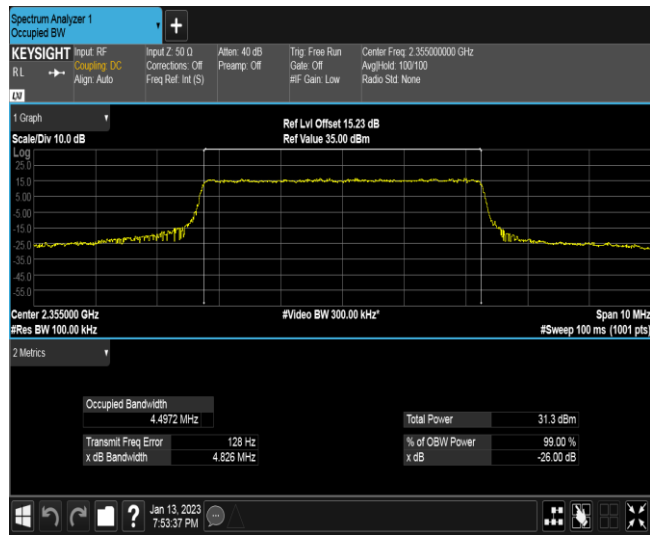 Spectrum Analyzer 1
Occupied BW
+
KEYSIGHT
RL
LXI
Input: RF
Coupling: DC
Align: Auto
Input Z: 50 Ω
Corrections: Off
Freq Ref: Int (S)
Atten: 40 dB
Preamp: Off
Trig: Free Run
Gate: Off
#IF Gain: Low
Center Freq: 2.355000000 GHz
Avg|Hold: 100/100
Radio Std: None
1 Graph
Scale/Div 10.0 dB
Ref Lvl Offset 15.23 dB
Ref Value 35.00 dBm
Log
25.0
15.0
5.00
-5.00
-15.0
-25.0
-35.0
-45.0
-55.0
Center 2.355000 GHz
#Res BW 100.00 kHz
#Video BW 300.00 kHz*
Span 10 MHz
#Sweep 100 ms (1001 pts)
2 Metrics
Occupied Bandwidth
4.4972 MHz
Transmit Freq Error 128 Hz
x dB Bandwidth 4.826 MHz
Total Power 31.3 dBm
% of OBW Power 99.00 %
x dB -26.00 dB
?
Jan 13, 2023
7:53:37 PM